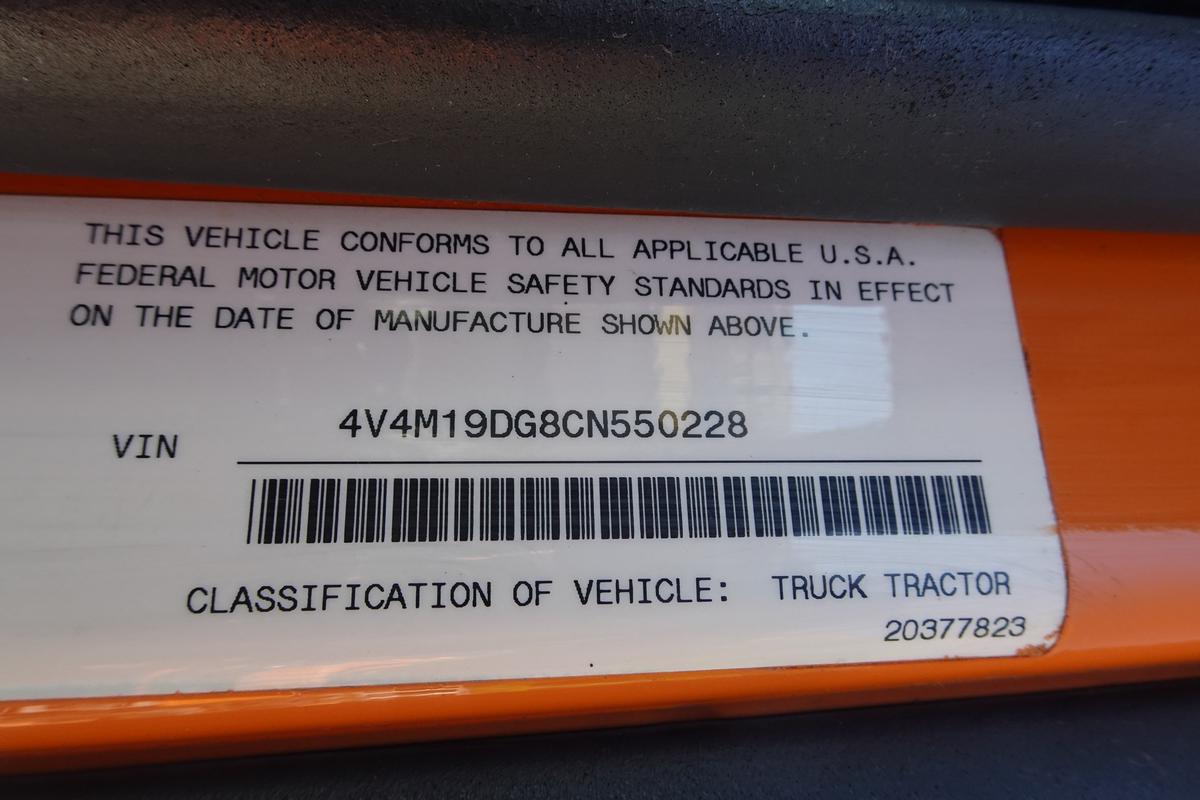 THIS VEHICLE CONFORMS TO ALL APPLICABLE U.S.A.
FEDERAL MOTOR VEHICLE SAFETY STANDARDS IN EFFECT
ON THE DATE OF MANUFACTURE SHOWN ABOVE.
VIN 4V4M19DG8CN550228
CLASSIFICATION OF VEHICLE: TRUCK TRACTOR
20377823